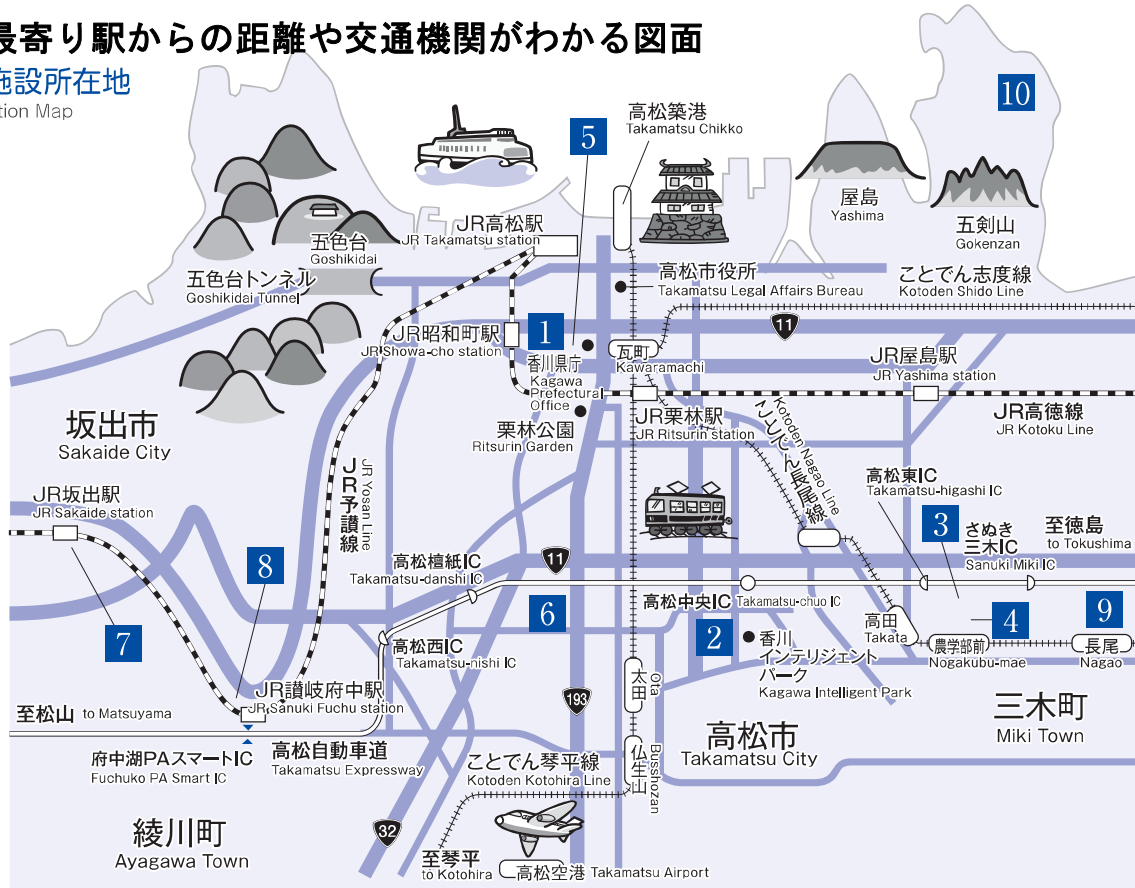 最寄り駅からの距離や交通機関がわかる図面
施設所在地
tion Map
10
高松築港
Takamatsu Chikko
5
屋島
Yashima
五剣山
Gokenzan
JR高松駅
JR Takamatsu station
五色台
Goshikidai
五色台トンネル
Goshikidai Tunnel
高松市役所
Takamatsu Legal Affairs Bureau
ことでん志度線
Kotoden Shido Line
11
JR昭和町駅
JR Showa-cho station
1
香川県庁
Kagawa
Prefectural
Office
瓦町
Kawaramachi
JR屋島駅
JR Yashima station
坂出市
Sakaide City
栗林公園
Ritsurin Garden
JR栗林駅
JR Ritsurin station
JR高徳線
JR Kotoku Line
JR予讃線
JR Yosan Line
ことでん長尾線
Kotoden Nagao Line
JR坂出駅
JR Sakaide station
高松東IC
Takamatsu-higashi IC
3
さぬき
三木IC
Sanuki Miki IC
至徳島
to Tokushima
8
高松檀紙IC
Takamatsu-danshi IC
11
高松中央IC Takamatsu-chuo IC
7
高松西IC
Takamatsu-nishi IC
6
2
香川
インテリジェント
パーク
Kagawa Intelligent Park
高田
Takata
4
農学部前
Nogakubu-mae
9
長尾
Nagao
JR讃岐府中駅
JR Sanuki Fuchu station
193
太田
Ota
至松山 to Matsuyama
三木町
Miki Town
高松市
Takamatsu City
府中湖PAスマートIC
Fuchuko PA Smart IC
高松自動車道
Takamatsu Expressway
ことでん琴平線
Kotoden Kotohira Line
仏生山
Busshozan
綾川町
Ayagawa Town
32
至琴平
to Kotohira
高松空港 Takamatsu Airport